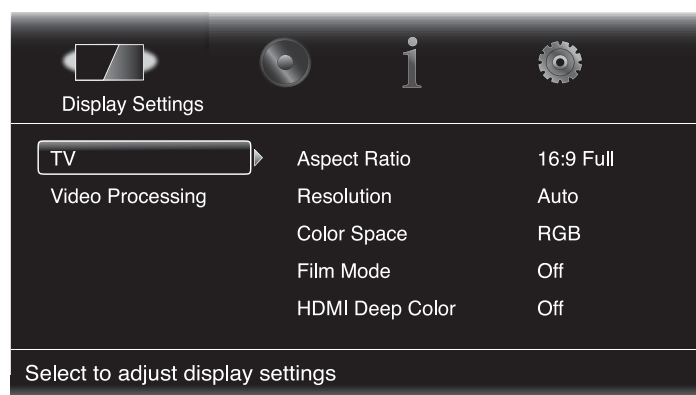 Display Settings
TV
Video Processing
Aspect Ratio 16:9 Full
Resolution Auto
Color Space RGB
Film Mode Off
HDMI Deep Color Off
Select to adjust display settings